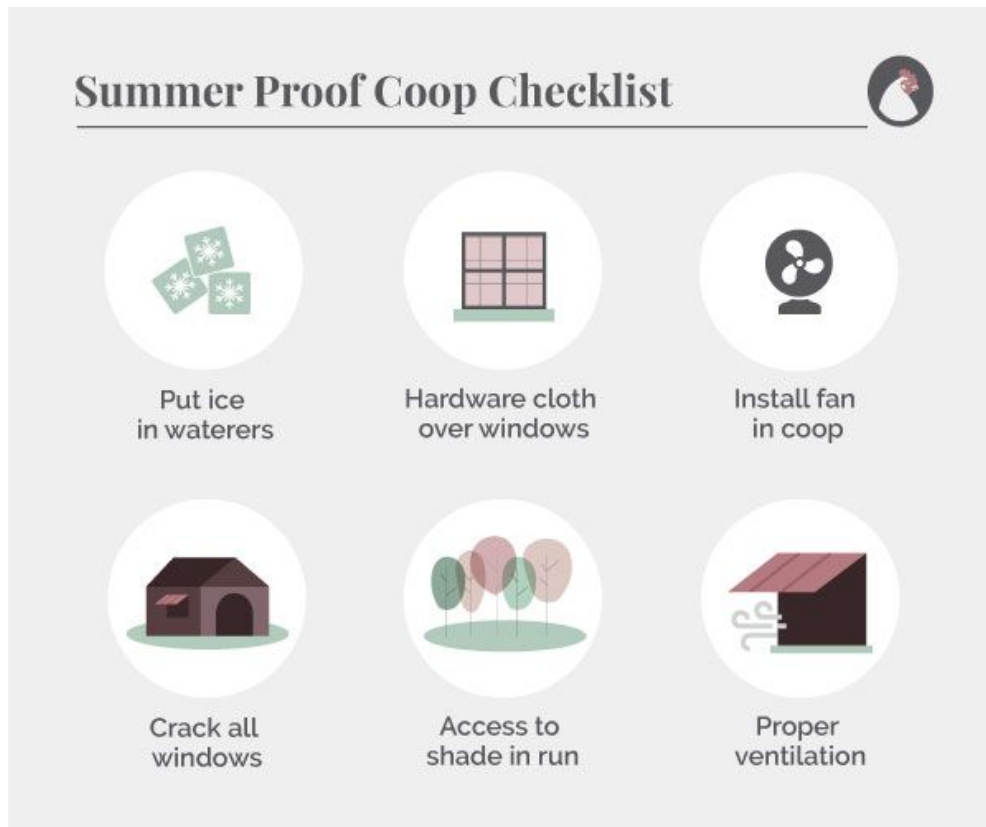 Summer Proof Coop Checklist
Put ice
in waterers
Hardware cloth
over windows
Install fan
in coop
Crack all
windows
Access to
shade in run
Proper
ventilation